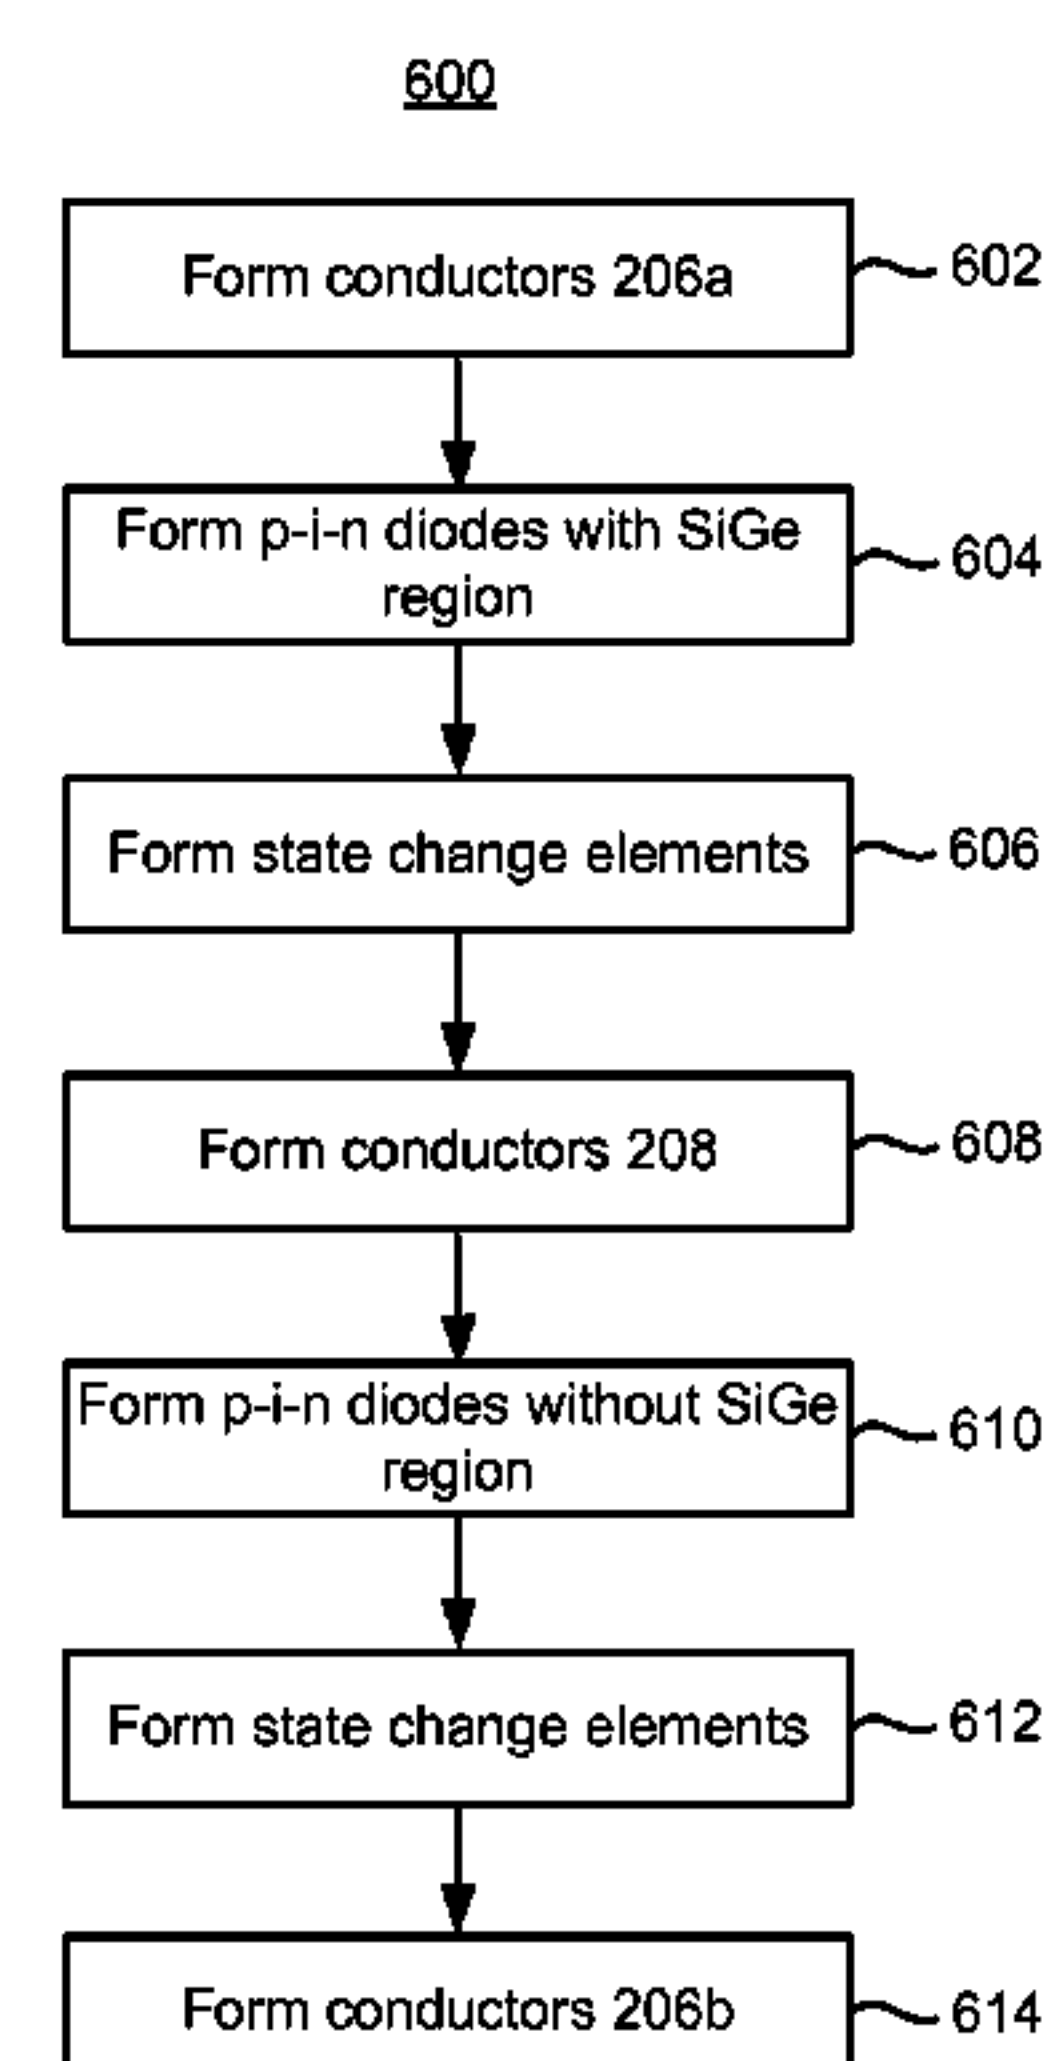 600
Form conductors 206a
602
Form p-i-n diodes with SiGe
region
604
Form state change elements
606
Form conductors 208
608
Form p-i-n diodes without SiGe
region
610
Form state change elements
612
Form conductors 206b
614